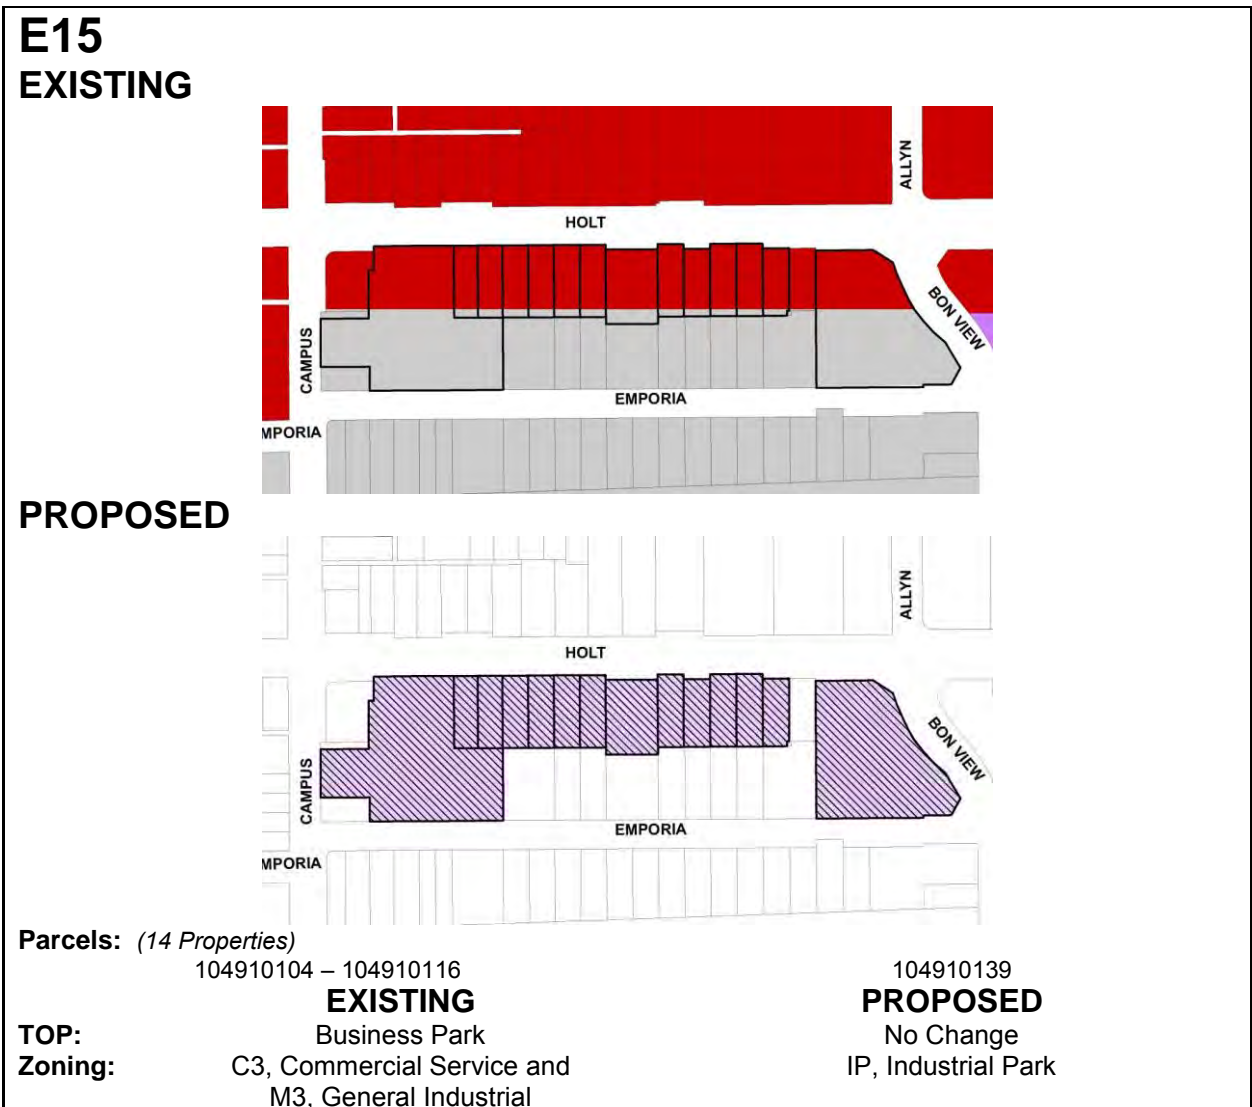 E15
EXISTING
ALLYN
HOLT
BON VIEW
CAMPUS
EMPORIA
MPORIA
PROPOSED
ALLYN
HOLT
BON VIEW
CAMPUS
EMPORIA
MPORIA
Parcels: (14 Properties)
104910104 – 104910116 104910139
EXISTING PROPOSED
TOP: Business Park No Change
Zoning: C3, Commercial Service and IP, Industrial Park
M3, General Industrial